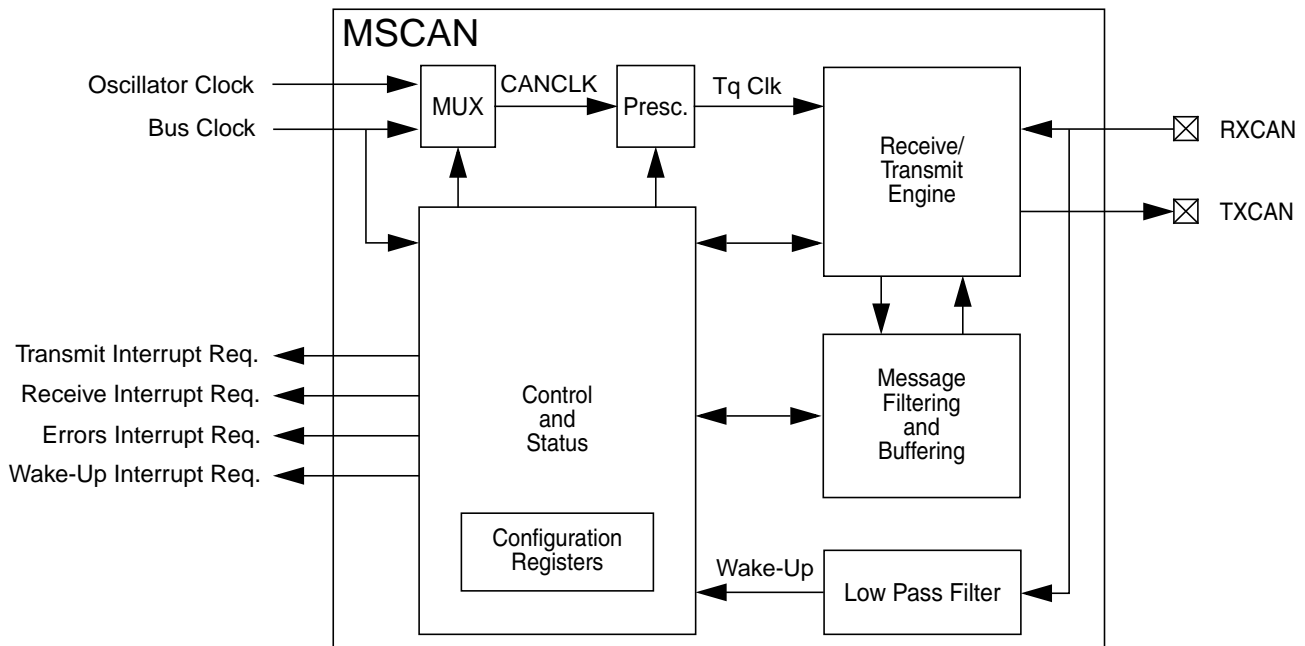 MSCAN
Oscillator Clock
Bus Clock
MUX
CANCLK
Presc.
Tq Clk
Receive/
Transmit
Engine
RXCAN
TXCAN
Transmit Interrupt Req.
Receive Interrupt Req.
Errors Interrupt Req.
Wake-Up Interrupt Req.
Control
and
Status
Message
Filtering
and
Buffering
Configuration
Registers
Wake-Up
Low Pass Filter